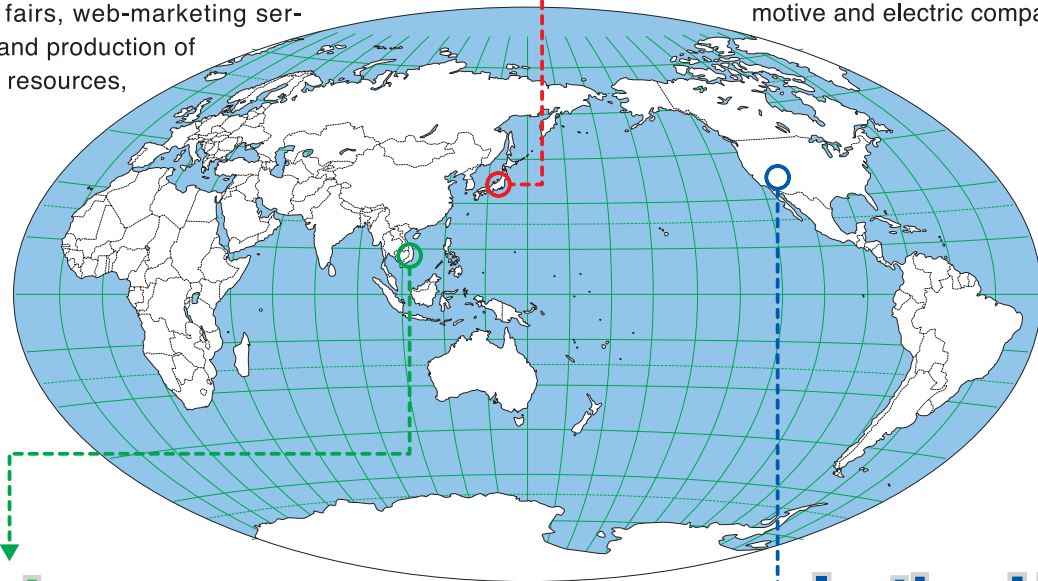 fairs, web-marketing ser-
and production of
resources,
motive and electric compa